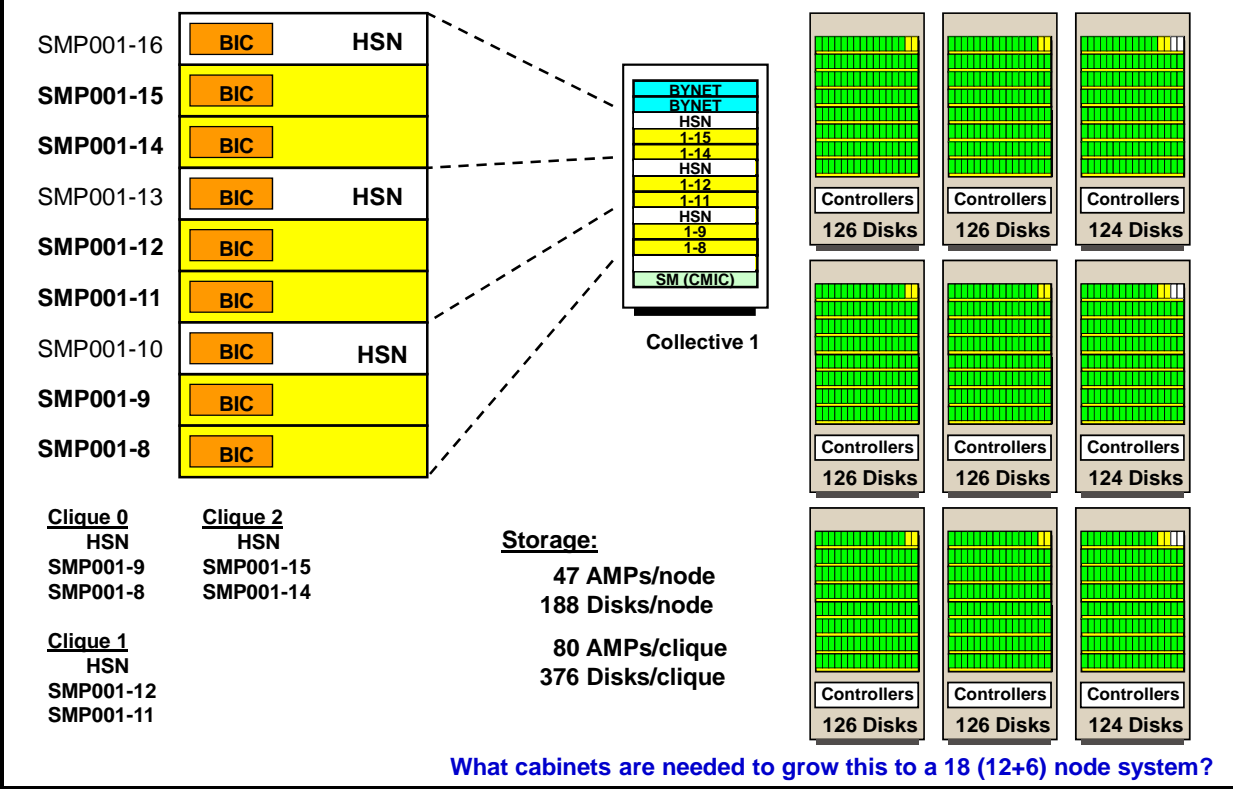 SMP001-16 BIC HSN
SMP001-15 BIC
SMP001-14 BIC
SMP001-13 BIC HSN
SMP001-12 BIC
SMP001-11 BIC
SMP001-10 BIC HSN
SMP001-9 BIC
SMP001-8 BIC
BYNET
BYNET
HSN
1-15
1-14
HSN
1-12
1-11
HSN
1-9
1-8
SM (CMIC)
Collective 1
Controllers Controllers Controllers
126 Disks 126 Disks 124 Disks
Controllers Controllers Controllers
126 Disks 126 Disks 124 Disks
Controllers Controllers Controllers
126 Disks 126 Disks 124 Disks
Clique 0
HSN
SMP001-9
SMP001-8
Clique 2
HSN
SMP001-15
SMP001-14
Clique 1
HSN
SMP001-12
SMP001-11
Storage:
47 AMPs/node
188 Disks/node
80 AMPs/clique
376 Disks/clique
What cabinets are needed to grow this to a 18 (12+6) node system?